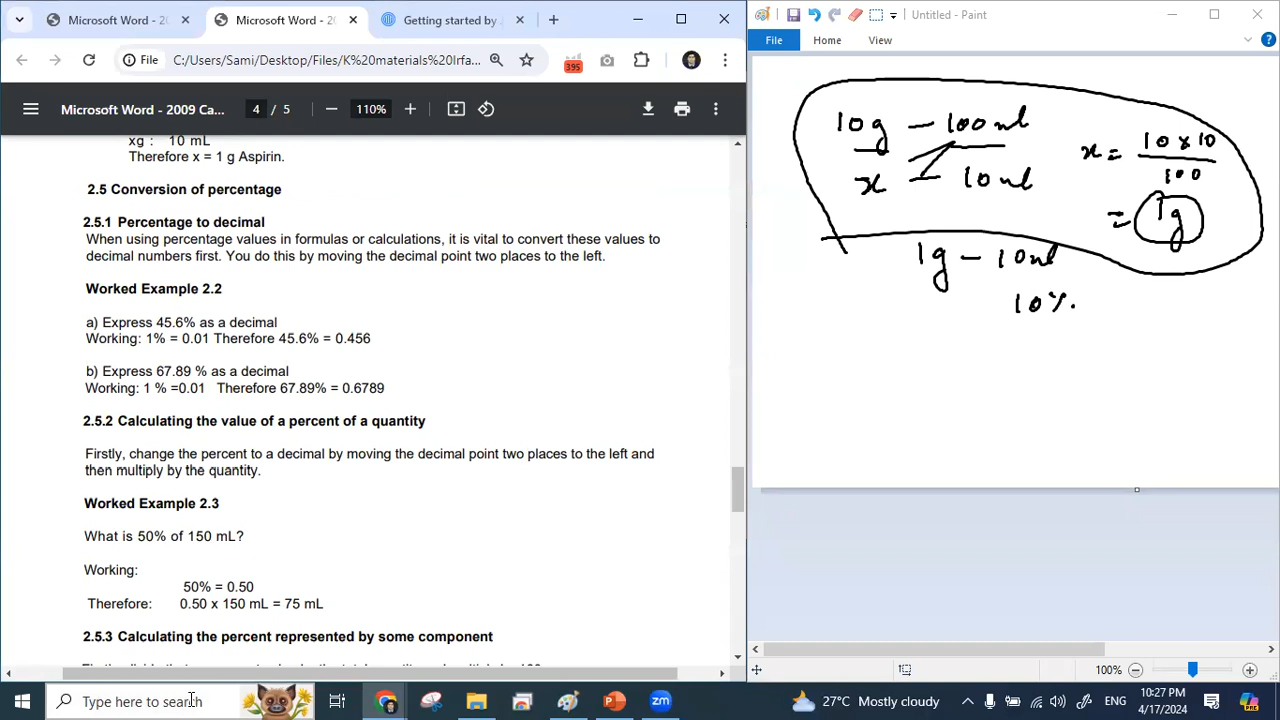 Microsoft Word - 20
Microsoft Word - 20
Getting started by
Untitled - Paint
File
C:/Users/Sami/Desktop/Files/K%20materials%20Irfa...
395
File
Home
View
Microsoft Word - 2009 Ca...
4 / 5
110%
xg : 10 mL
Therefore x = 1 g Aspirin.
2.5 Conversion of percentage
2.5.1 Percentage to decimal
When using percentage values in formulas or calculations, it is vital to convert these values to
decimal numbers first. You do this by moving the decimal point two places to the left.
Worked Example 2.2
a) Express 45.6% as a decimal
Working: 1% = 0.01 Therefore 45.6% = 0.456
b) Express 67.89 % as a decimal
Working: 1 % =0.01 Therefore 67.89% = 0.6789
2.5.2 Calculating the value of a percent of a quantity
Firstly, change the percent to a decimal by moving the decimal point two places to the left and
then multiply by the quantity.
Worked Example 2.3
What is 50% of 150 mL?
Working:
50% = 0.50
Therefore: 0.50 x 150 mL = 75 mL
2.5.3 Calculating the percent represented by some component
10g – 100ml
x – 10ml
x = 10 x 10
100
= 1g
1g – 10ml
10%.
100%
Type here to search
27°C Mostly cloudy
ENG
10:27 PM
4/17/2024